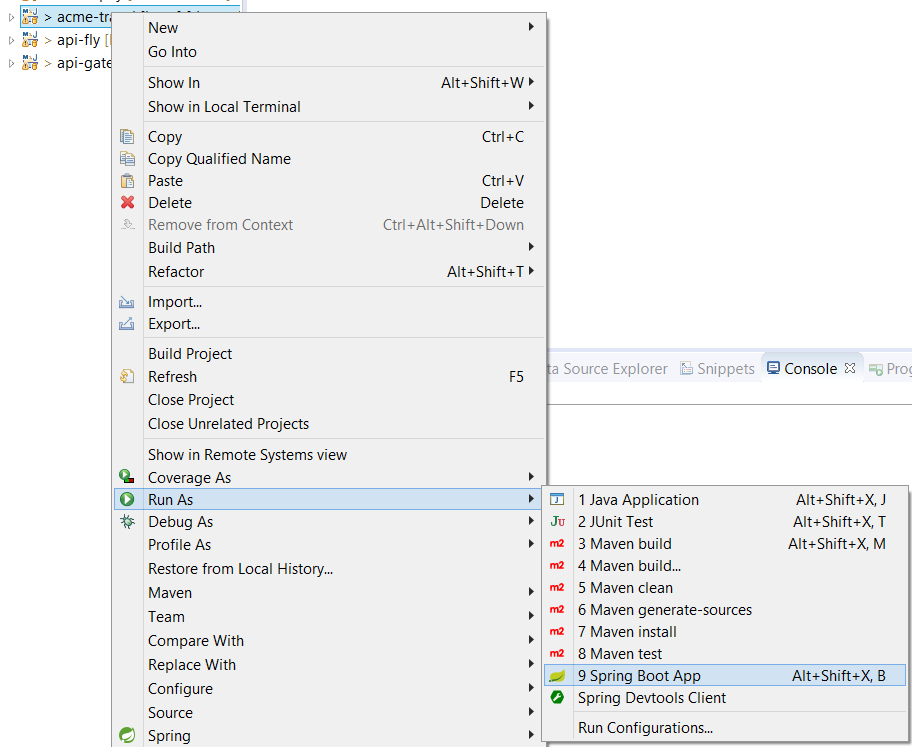 > acme-tra
> api-fly [
> api-gate
New
Go Into
Show In Alt+Shift+W
Show in Local Terminal
Copy Ctrl+C
Copy Qualified Name
Paste Ctrl+V
Delete Delete
Remove from Context Ctrl+Alt+Shift+Down
Build Path
Refactor Alt+Shift+T
Import...
Export...
Build Project
Refresh F5
Close Project
Close Unrelated Projects
Show in Remote Systems view
Coverage As
Run As
Debug As
Profile As
Restore from Local History...
Maven
Team
Compare With
Replace With
Configure
Source
Spring
ta Source Explorer Snippets Console Prog
1 Java Application Alt+Shift+X, J
2 JUnit Test Alt+Shift+X, T
3 Maven build Alt+Shift+X, M
4 Maven build...
5 Maven clean
6 Maven generate-sources
7 Maven install
8 Maven test
9 Spring Boot App Alt+Shift+X, B
Spring Devtools Client
Run Configurations...